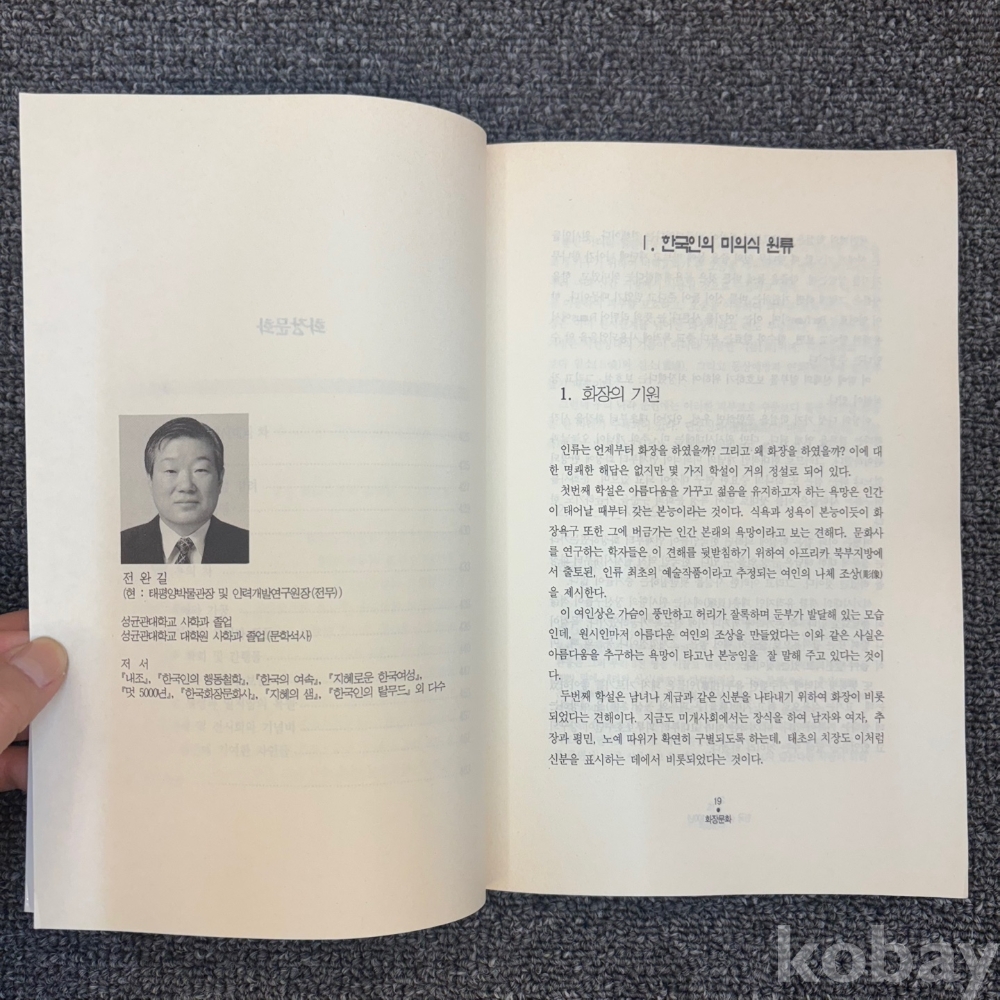 전 완 길
(현 : 태평양박물관장 및 인력개발연구원장(전무))
성균관대학교 사학과 졸업
성균관대학교 대학원 사학과 졸업(문학석사)
저 서
『내조』, 『한국인의 행동철학』, 『한국의 여속』, 『지혜로운 한국여성』,
『멋 5000년』, 『한국화장문화사』, 『지혜의 샘』, 『한국인의 탈무드』 외 다수
Ⅰ. 한국인의 미의식 원류
1. 화장의 기원
인류는 언제부터 화장을 하였을까? 그리고 왜 화장을 하였을까? 이에 대
한 명쾌한 해답은 없지만 몇 가지 학설이 거의 정설로 되어 있다.
첫번째 학설은 아름다움을 가꾸고 젊음을 유지하고자 하는 욕망은 인간
이 태어날 때부터 갖는 본능이라는 것이다. 식욕과 성욕이 본능이듯이 화
장욕구 또한 그에 버금가는 인간 본래의 욕망이라고 보는 견해다. 문화사
를 연구하는 학자들은 이 견해를 뒷받침하기 위하여 아프리카 북부지방에
서 출토된, 인류 최초의 예술작품이라고 추정되는 여인의 나체 조상(彫像)
을 제시한다.
이 여인상은 가슴이 풍만하고 허리가 잘록하며 둔부가 발달해 있는 모습
인데, 원시인마저 아름다운 여인의 조상을 만들었다는 이와 같은 사실은
아름다움을 추구하는 욕망이 타고난 본능임을 잘 말해 주고 있다는 것이
다.
두번째 학설은 남녀나 계급과 같은 신분을 나타내기 위하여 화장이 비롯
되었다는 견해이다. 지금도 미개사회에서는 장식을 하여 남자와 여자, 추
장과 평민, 노예 따위가 확연히 구별되도록 하는데, 태초의 치장도 이처럼
신분을 표시하는 데에서 비롯되었다는 것이다.
19
화장문화
kobay